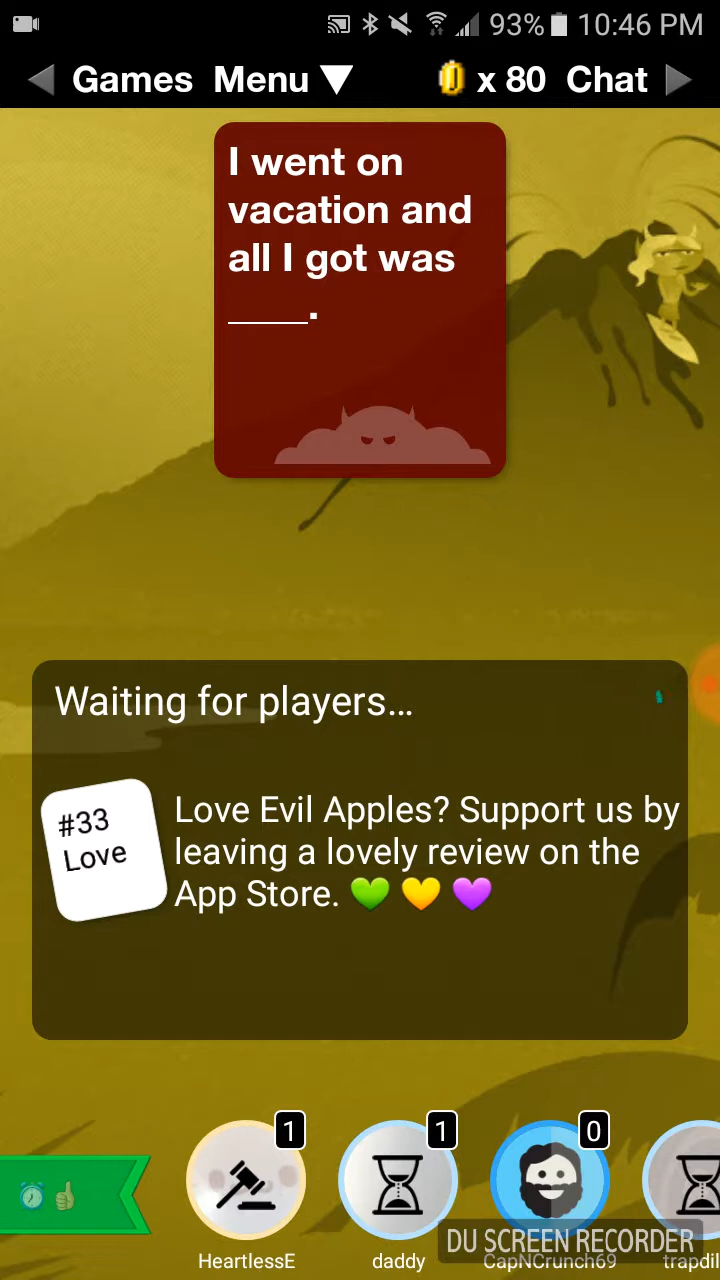 93% 10:46 PM
Games Menu x 80 Chat
I went on
vacation and
all I got was
____.
Waiting for players...
#33
Love
Love Evil Apples? Support us by
leaving a lovely review on the
App Store. 💚 💛 💜
1 1 0
HeartlessE daddy CapNCrunch69 trapdil
DU SCREEN RECORDER